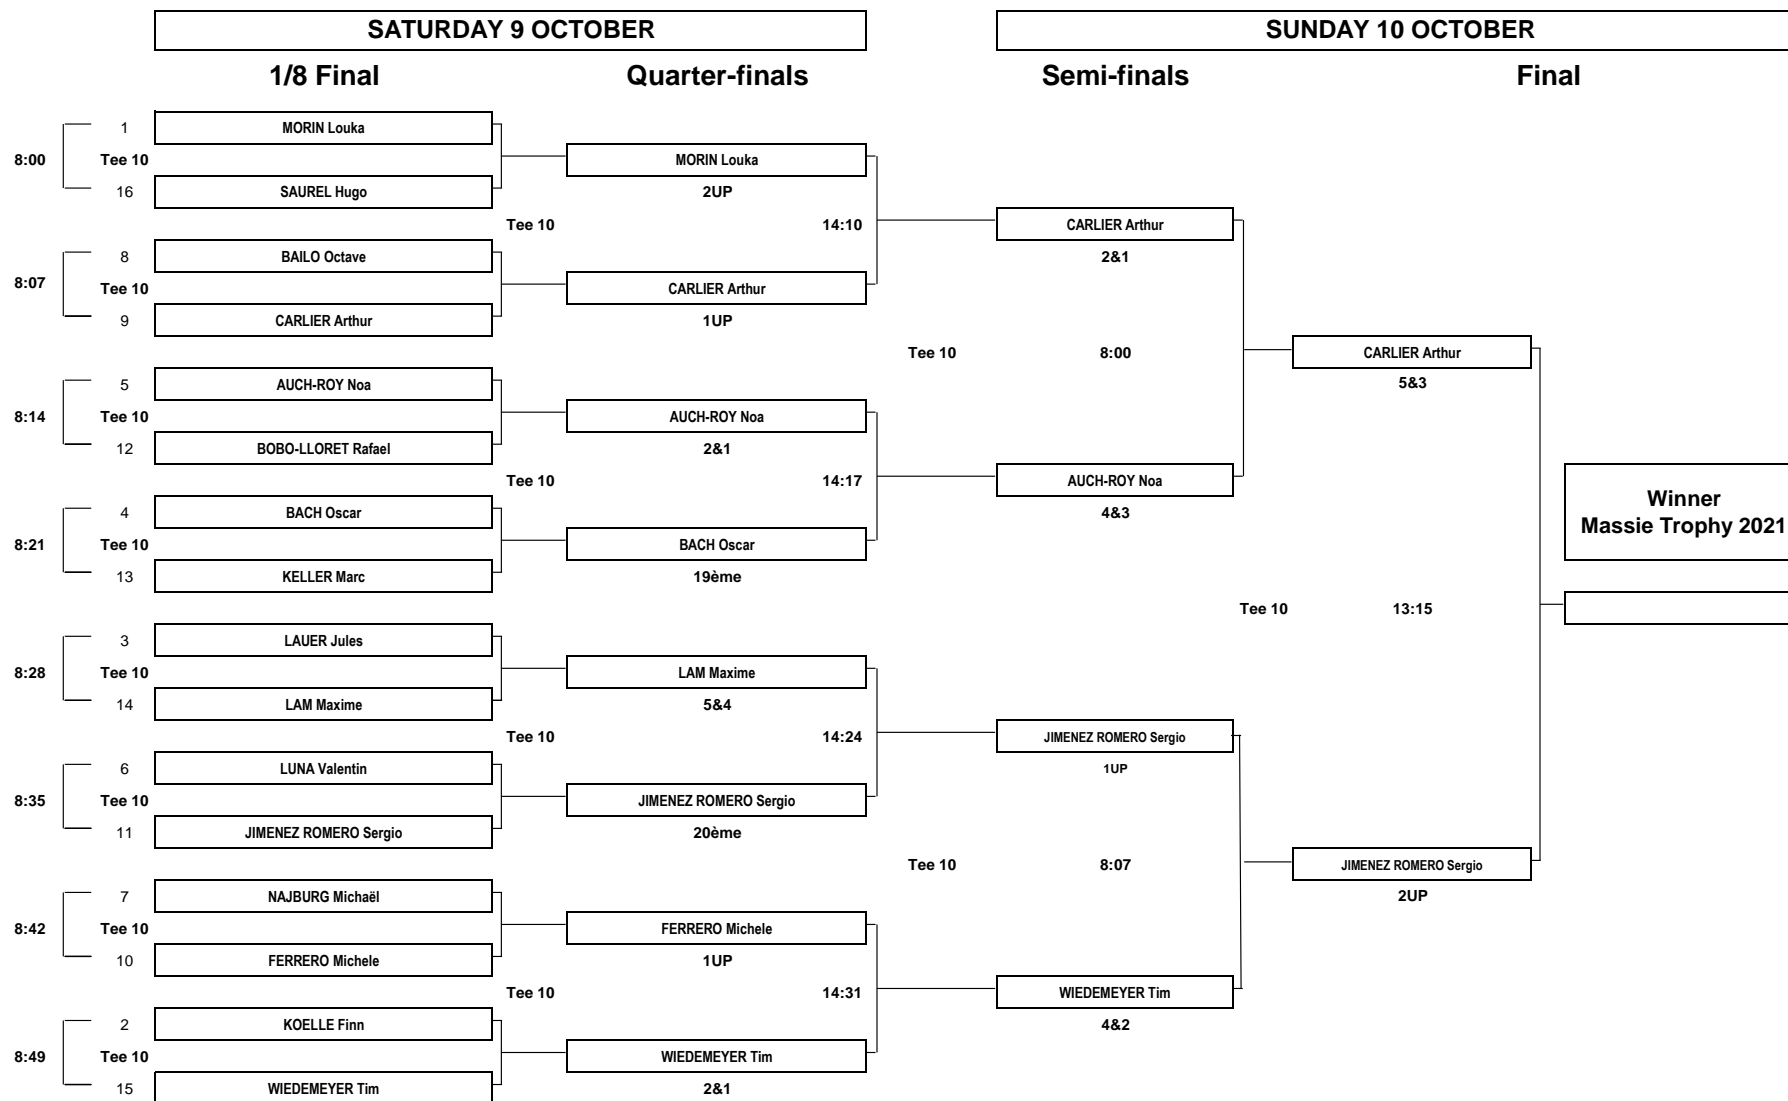 SATURDAY 9 OCTOBER
SUNDAY 10 OCTOBER
1/8 Final
Quarter-finals
Semi-finals
Final
1
MORIN Louka
8:00
Tee 10
MORIN Louka
16
SAUREL Hugo
2UP
Tee 10
14:10
CARLIER Arthur
8
BAILO Octave
2&1
8:07
Tee 10
CARLIER Arthur
9
CARLIER Arthur
1UP
Tee 10
8:00
CARLIER Arthur
5
AUCH-ROY Noa
5&3
8:14
Tee 10
AUCH-ROY Noa
12
BOBO-LLORET Rafael
2&1
Tee 10
14:17
AUCH-ROY Noa
4
BACH Oscar
4&3
Winner
Massie Trophy 2021
8:21
Tee 10
BACH Oscar
13
KELLER Marc
19ème
Tee 10
13:15
3
LAUER Jules
8:28
Tee 10
LAM Maxime
14
LAM Maxime
5&4
Tee 10
14:24
JIMENEZ ROMERO Sergio
6
LUNA Valentin
1UP
8:35
Tee 10
JIMENEZ ROMERO Sergio
11
JIMENEZ ROMERO Sergio
20ème
Tee 10
8:07
JIMENEZ ROMERO Sergio
7
NAJBURG Michaël
2UP
8:42
Tee 10
FERRERO Michele
10
FERRERO Michele
1UP
Tee 10
14:31
WIEDEMEYER Tim
2
KOELLE Finn
4&2
8:49
Tee 10
WIEDEMEYER Tim
15
WIEDEMEYER Tim
2&1